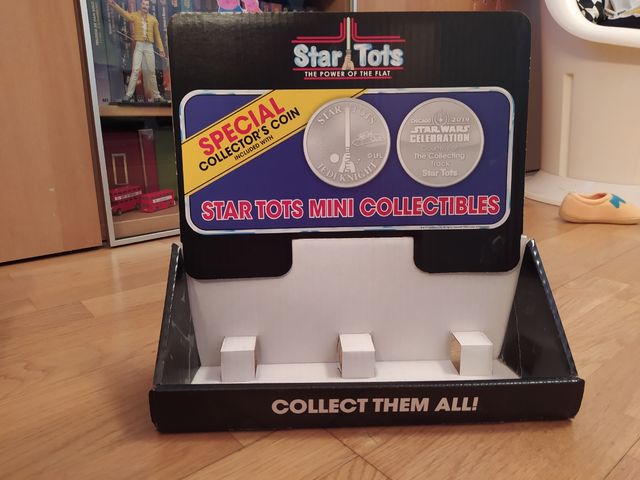 Star Tots
THE POWER OF THE FLAT
SPECIAL
COLLECTOR'S COIN
INCLUDED WITH
STAR TOTS
JEDI KNIGHT
© LFL
CHICAGO 2019
STAR WARS
CELEBRATION
The Collecting
Track
Star Tots
STAR TOTS MINI COLLECTIBLES
COLLECT THEM ALL!